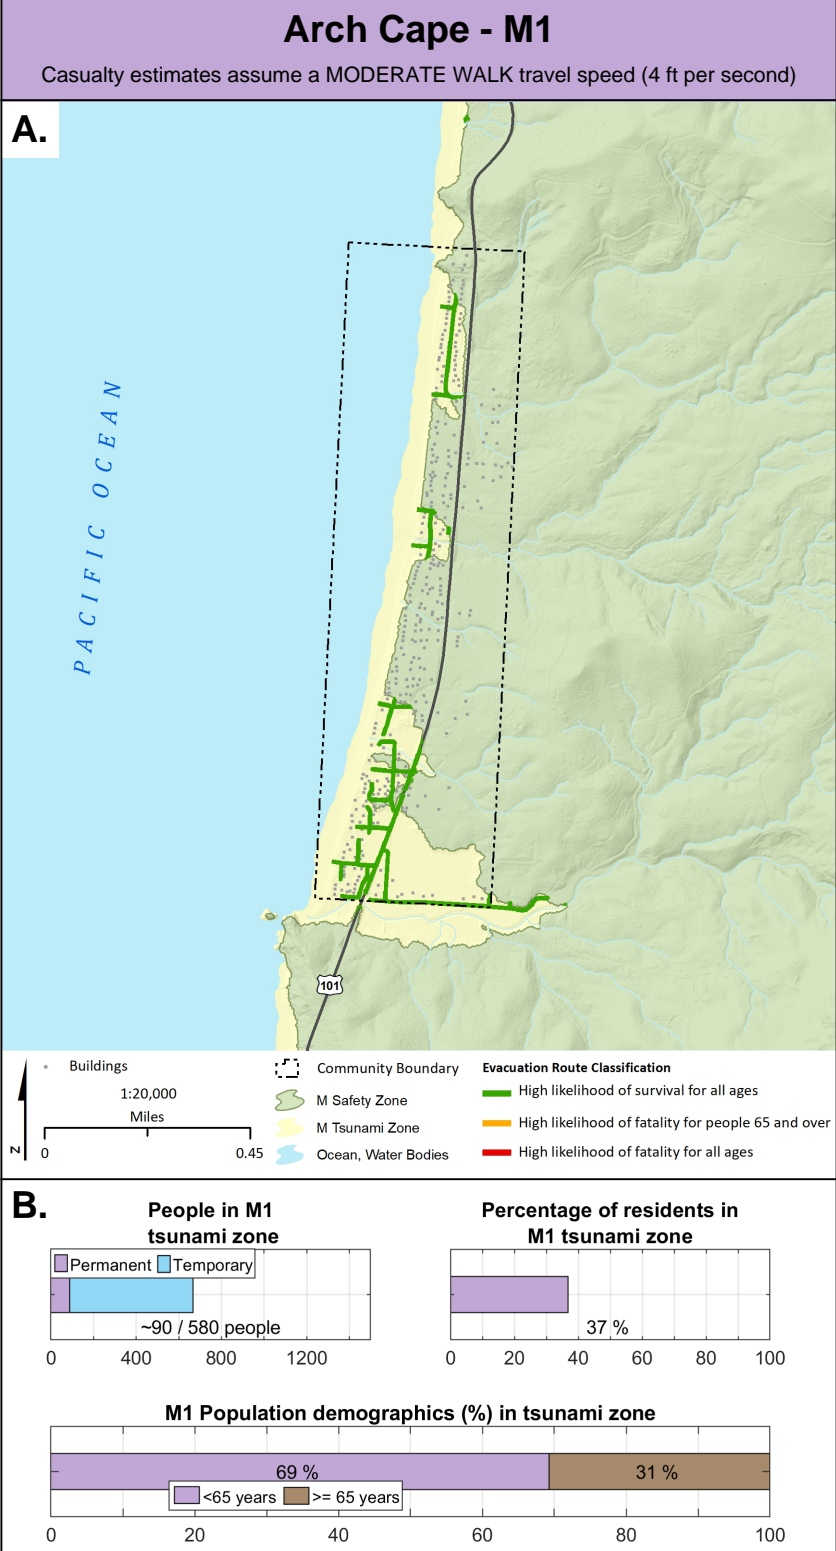 Arch Cape - M1
Casualty estimates assume a MODERATE WALK travel speed (4 ft per second)
A.
PACIFIC OCEAN
101
N
Buildings
1:20,000
Miles
0 0.45
Community Boundary
M Safety Zone
M Tsunami Zone
Ocean, Water Bodies
Evacuation Route Classification
High likelihood of survival for all ages
High likelihood of fatality for people 65 and over
High likelihood of fatality for all ages
B.
People in M1
tsunami zone
Permanent Temporary
~90 / 580 people
0 400 800 1200
Percentage of residents in
M1 tsunami zone
37 %
0 20 40 60 80 100
M1 Population demographics (%) in tsunami zone
69 % 31 %
<65 years >= 65 years
0 20 40 60 80 100